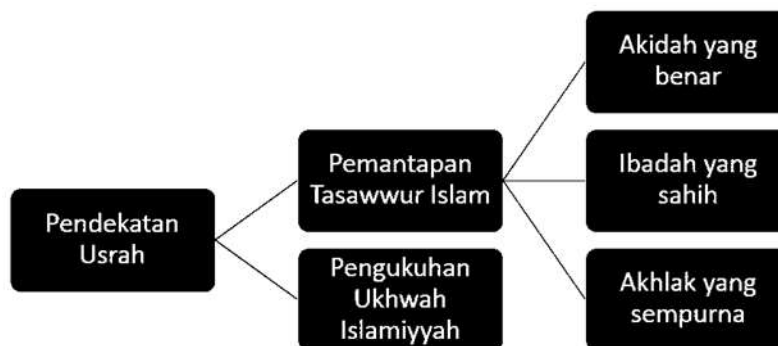 Pendekatan
Usrah
Pemantapan
Tasawwur Islam
Pengukuhan
Ukhwah
Islamiyyah
Akidah yang
benar
Ibadah yang
sahih
Akhlak yang
sempurna